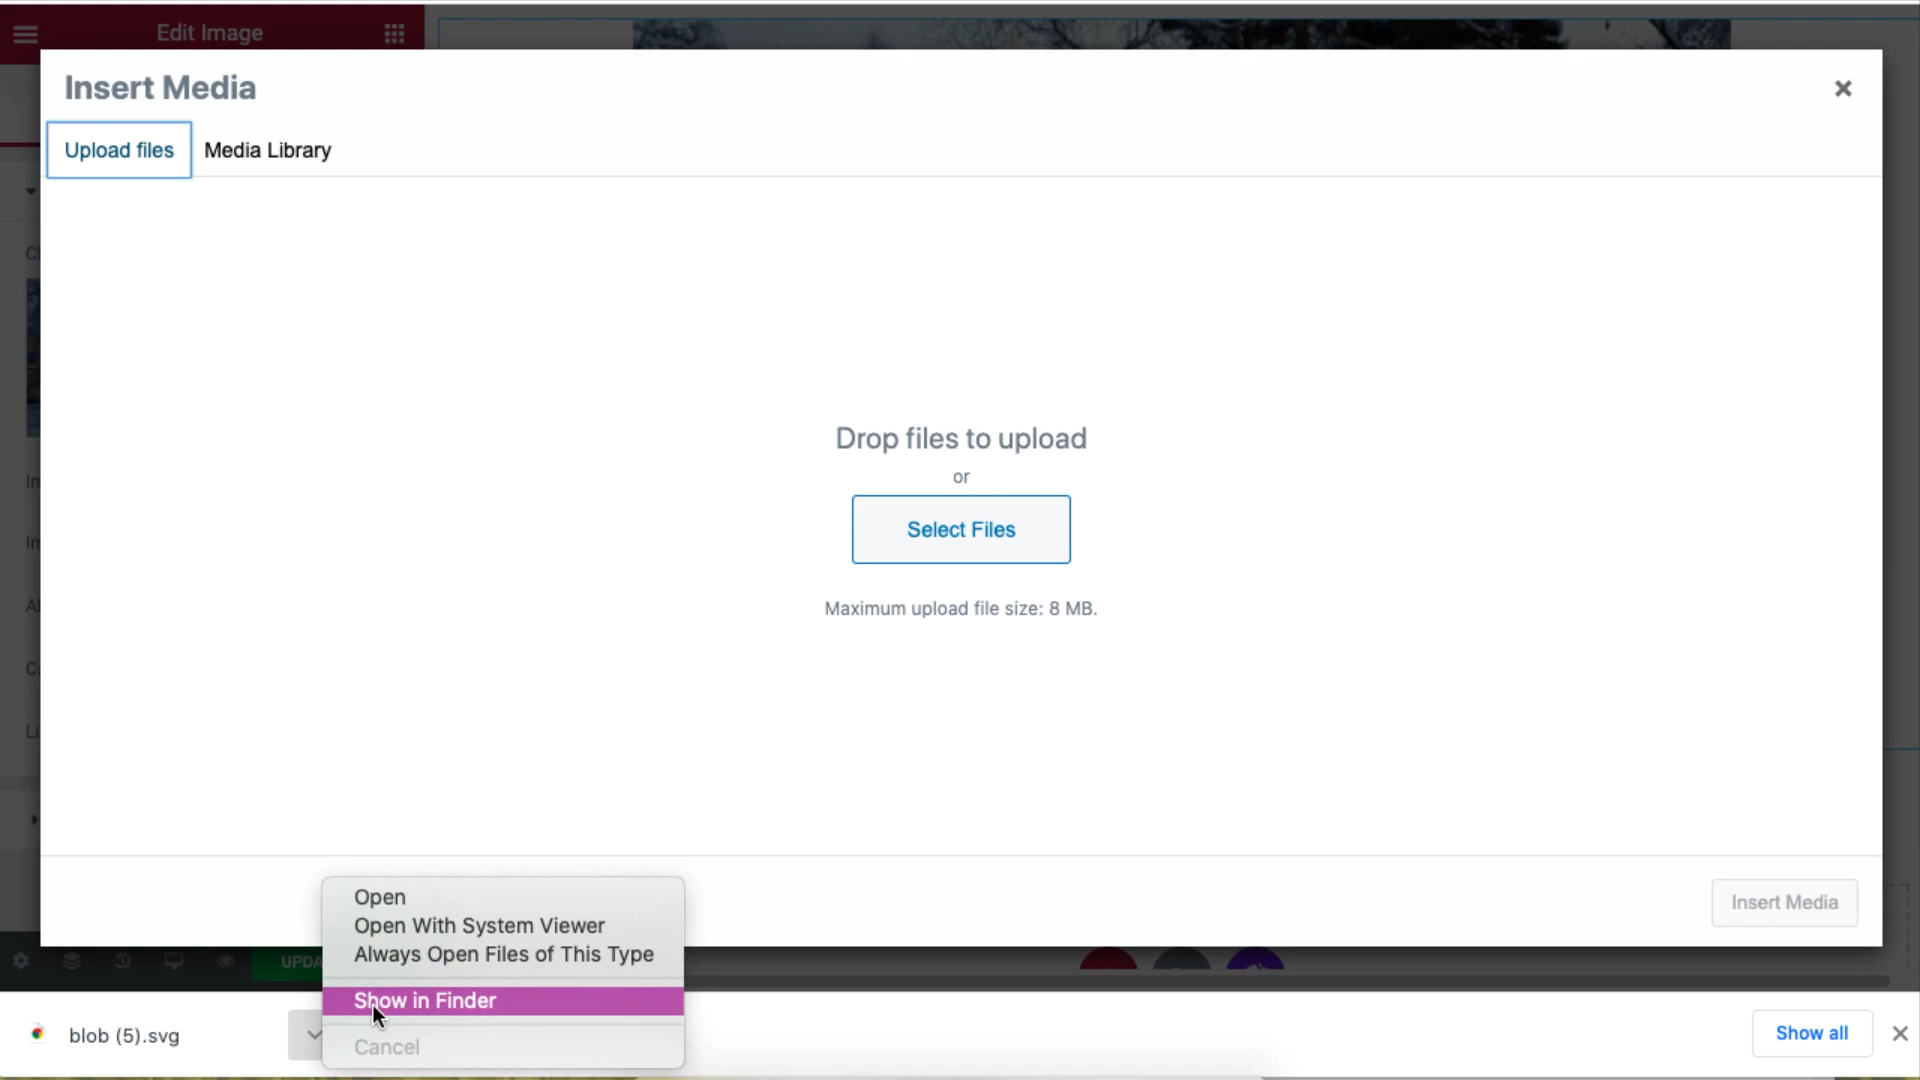 Edit Image
Insert Media
Upload files
Media Library
Drop files to upload
or
Select Files
Maximum upload file size: 8 MB.
Insert Media
Open
Open With System Viewer
Always Open Files of This Type
Show in Finder
Cancel
UPDA
blob (5).svg
Show all